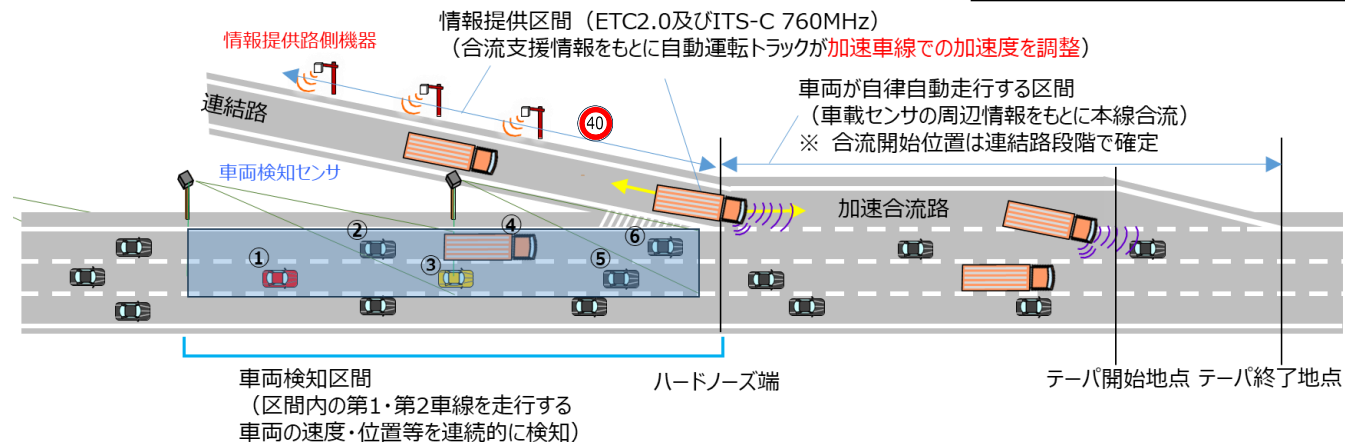 情報提供区間（ETC2.0及びITS-C 760MHz）
（合流支援情報をもとに自動運転トラックが加速車線での加速度を調整）
情報提供路側機器
車両が自律自動走行する区間
（車載センサの周辺情報をもとに本線合流）
※ 合流開始位置は連結路段階で確定
連結路
40
車両検知センサ
加速合流路
①
②
③
④
⑤
⑥
車両検知区間
（区間内の第1・第2車線を走行する
車両の速度・位置等を連続的に検知）
ハードノーズ端
テーパ開始地点
テーパ終了地点